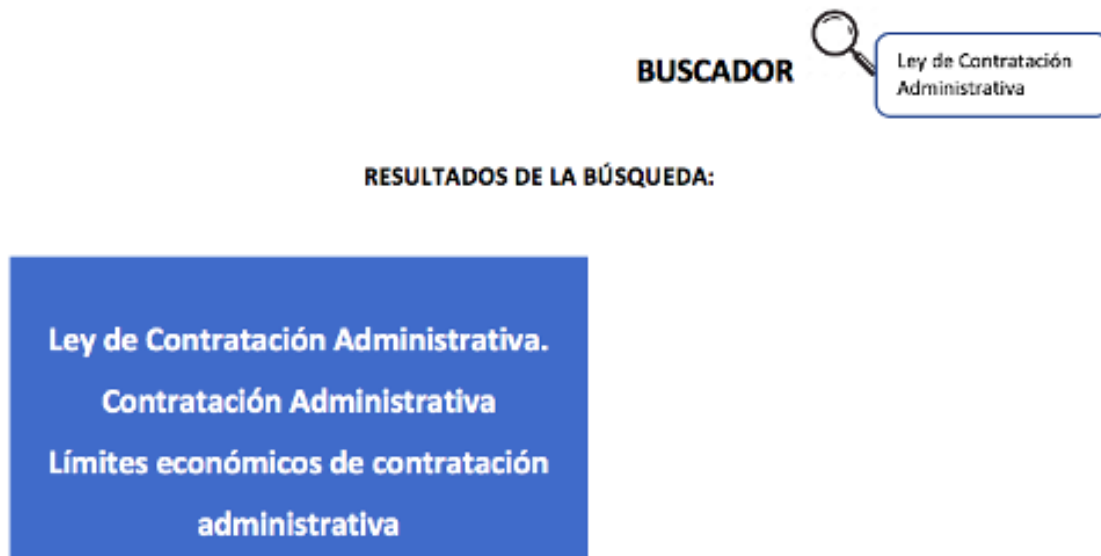 BUSCADOR
Ley de Contratación
Administrativa
RESULTADOS DE LA BÚSQUEDA:
Ley de Contratación Administrativa.
Contratación Administrativa
Límites económicos de contratación
administrativa